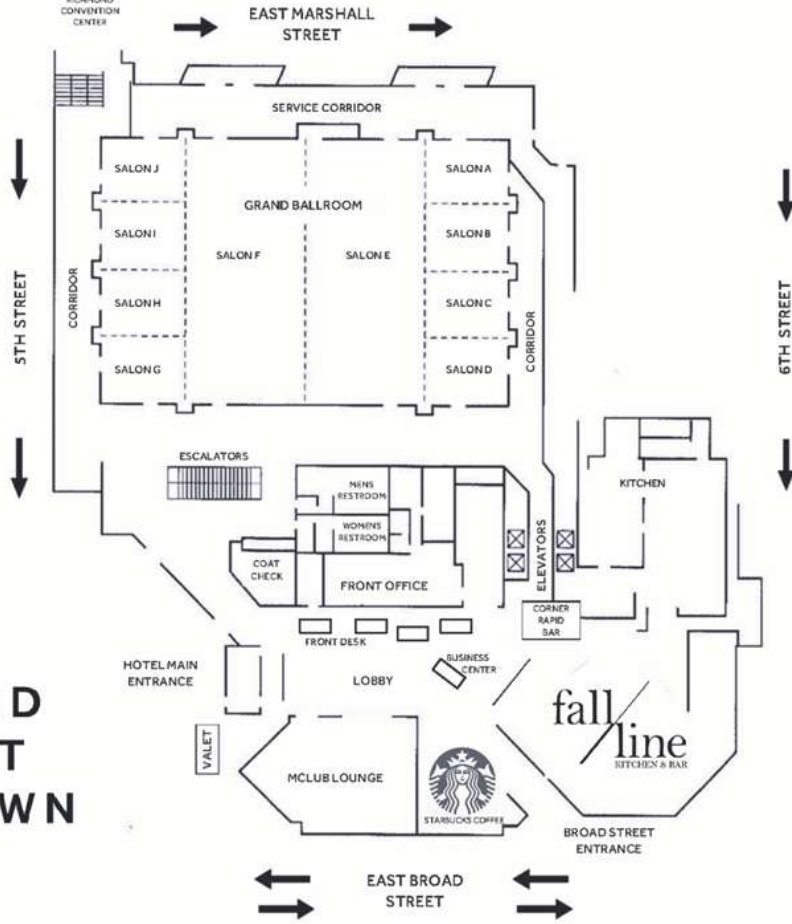 CONVENTION
CENTER
EAST MARSHALL
STREET
SERVICE CORRIDOR
SALON J
SALON A
GRAND BALLROOM
SALON I
SALON B
SALON F
SALON E
5TH STREET
CORRIDOR
SALON H
SALON C
CORRIDOR
6TH STREET
SALON G
SALON D
ESCALATORS
KITCHEN
MENS
RESTROOM
WOMENS
RESTROOM
ELEVATORS
COAT
CHECK
FRONT OFFICE
CORNER
RAPID
BAR
FRONT DESK
HOTEL MAIN
ENTRANCE
LOBBY
BUSINESS
CENTER
D
T
WN
fall
line
KITCHEN & BAR
VALET
MCLUB LOUNGE
STARBUCKS COFFEE
BROAD STREET
ENTRANCE
EAST BROAD
STREET